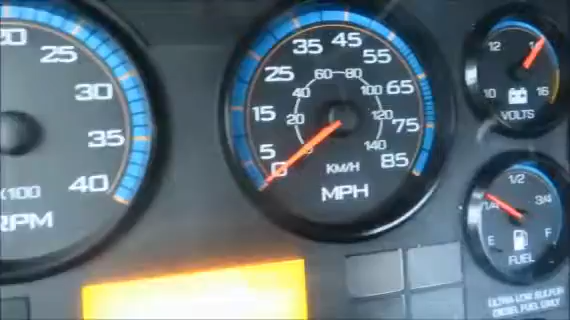 20
25
30
35
40
X100
RPM
0
5
15
25
35
45
55
65
75
85
20
40
60
80
100
120
140
KM/H
MPH
10
12
16
VOLTS
E
1/4
1/2
3/4
F
FUEL
ULTRA LOW SULFUR
DIESEL FUEL ONLY